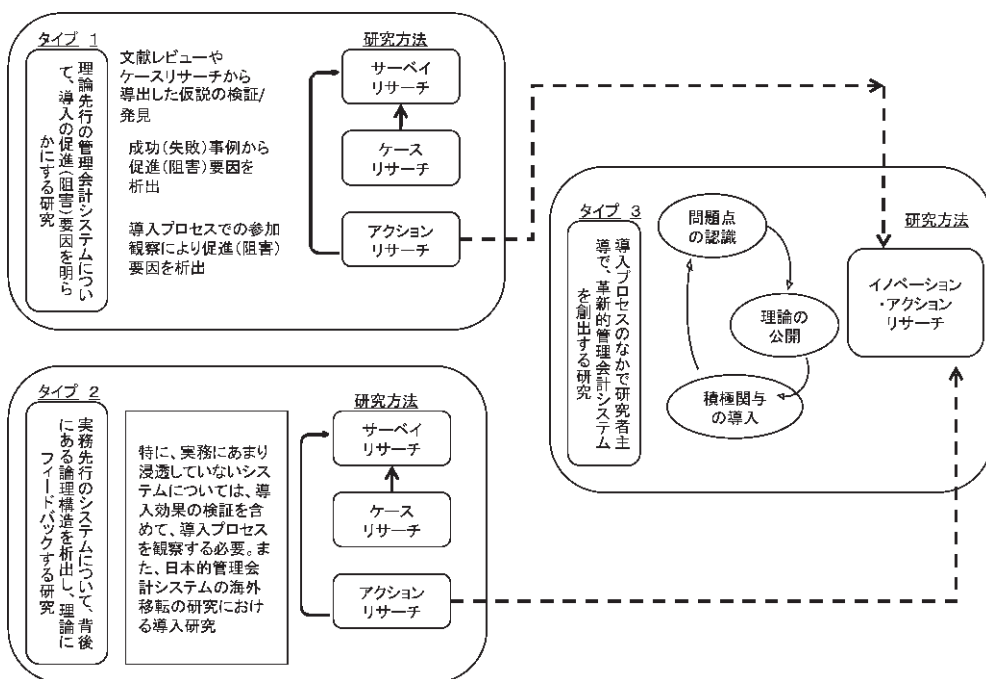 タイプ 1
理論先行の管理会計システムについ
て、導入の促進(阻害)要因を明ら
かにする研究
文献レビューや
ケースリサーチから
導出した仮説の検証/
発見
成功(失敗)事例から
促進(阻害)要因を
析出
導入プロセスでの参加
観察により促進(阻害)
要因を析出
研究方法
サーベイ
リサーチ
ケース
リサーチ
アクション
リサーチ
タイプ 2
実務先行のシステムについて、背後
にある論理構造を析出し、理論に
フィードバックする研究
特に、実務にあまり
浸透していないシス
テムについては、導
入効果の検証を含
めて、導入プロセス
を観察する必要。ま
た、日本的管理会
計システムの海外
移転の研究におけ
る導入研究
研究方法
サーベイ
リサーチ
ケース
リサーチ
アクション
リサーチ
タイプ 3
導入プロセスのなかで研究者主
導で、革新的管理会計システム
を創出する研究
問題点
の認識
理論の
公開
積極関与
の導入
研究方法
イノベーション
・アクション
リサーチ